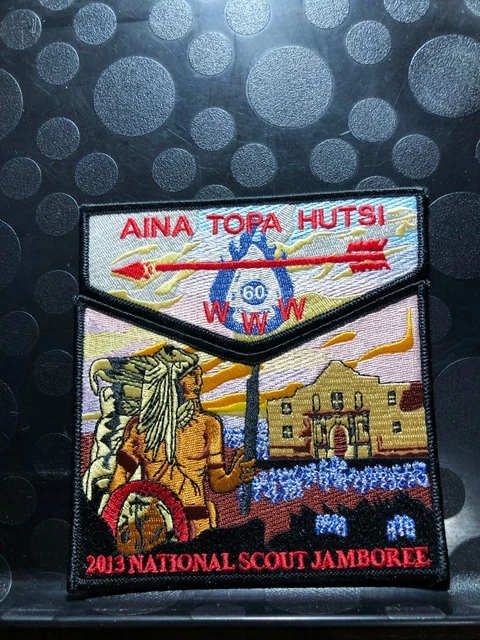 AINA TOPA HUTSI
60
W W W
2013 NATIONAL SCOUT JAMBOREE